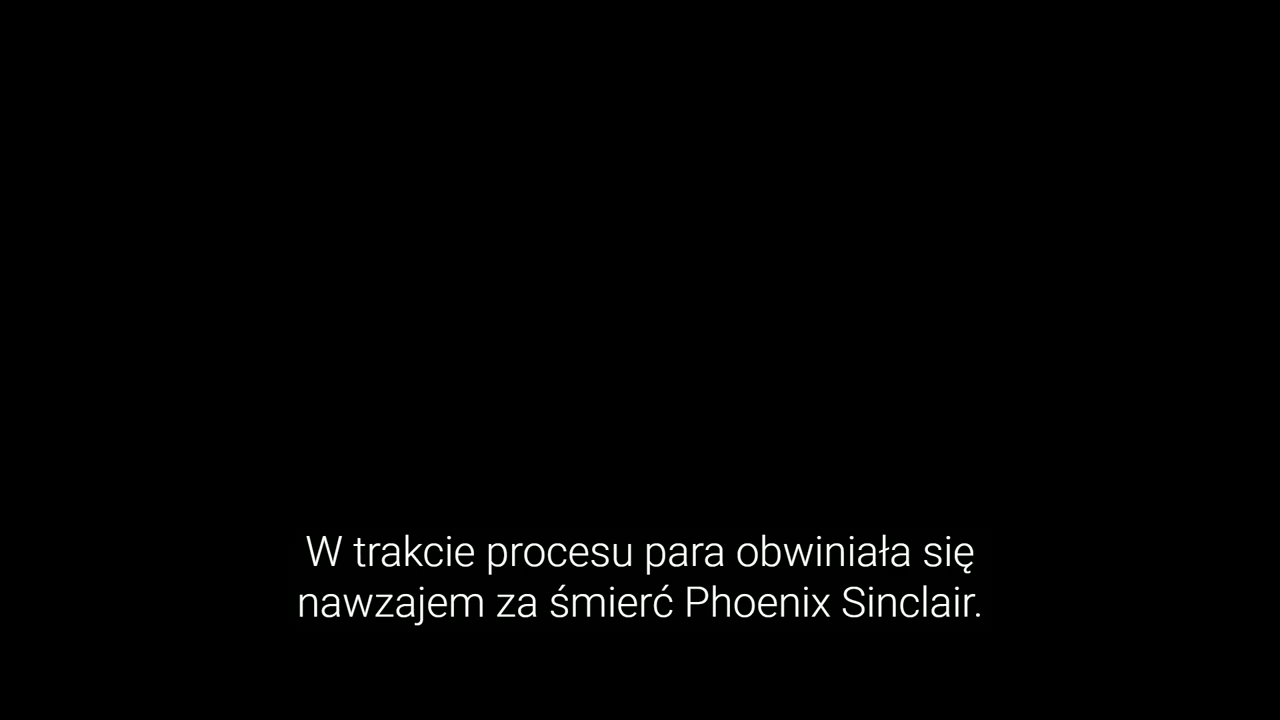 W trakcie procesu para obwiniała się
nawzajem za śmierć Phoenix Sinclair.